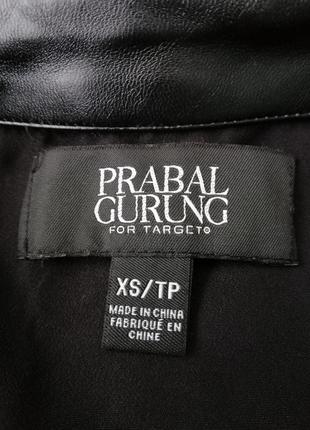 PRABAL
GURUNG
FOR TARGET
XS/TP
MADE IN CHINA
FABRIQUÉ EN
CHINE